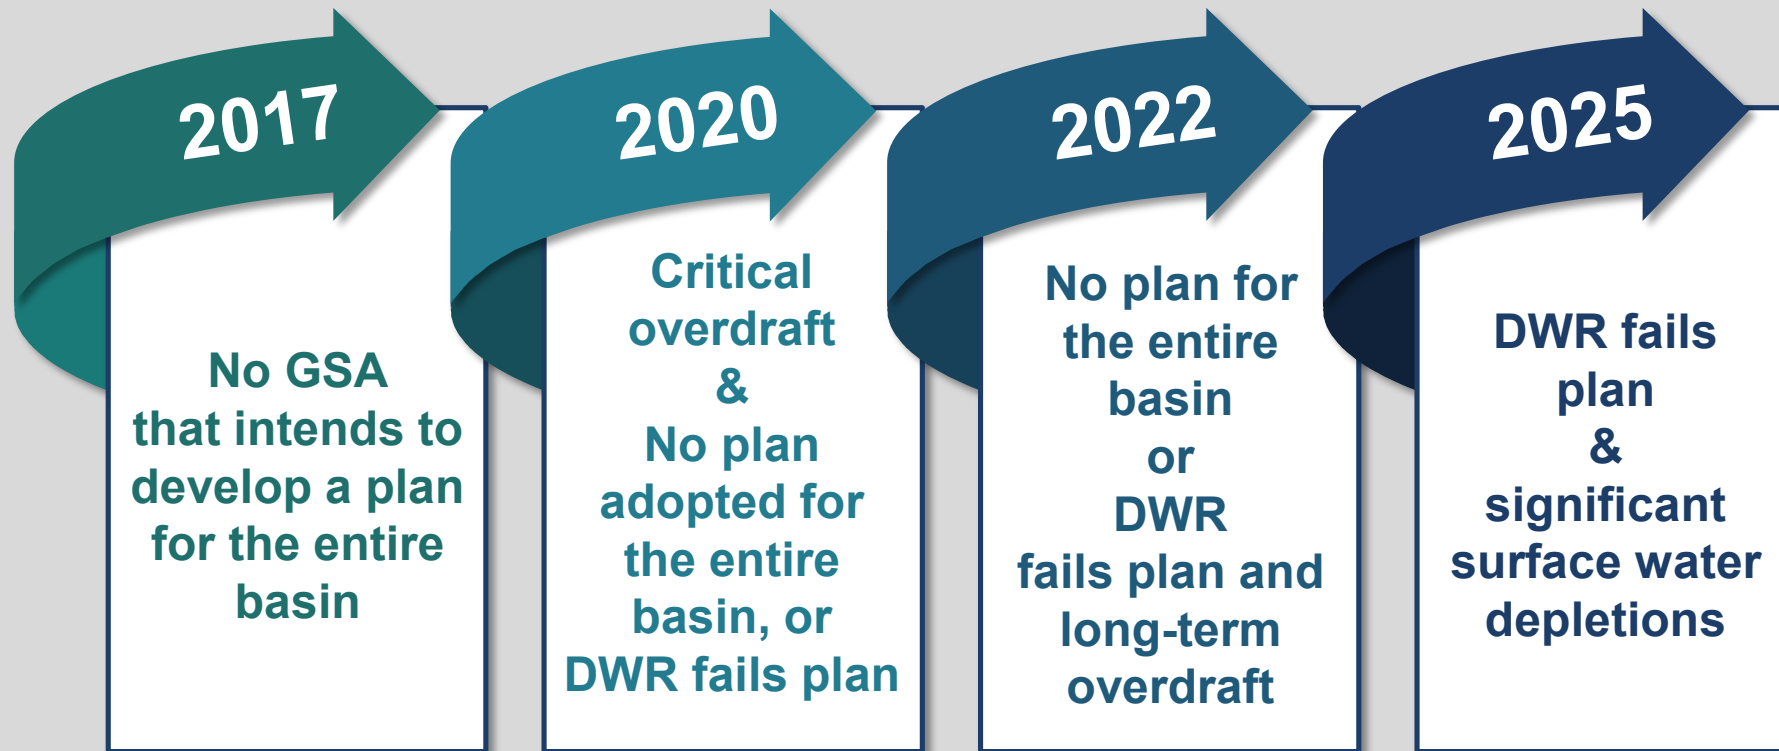 2017
No GSA
that intends to
develop a plan
for the entire
basin
2020
Critical
overdraft
&
No plan
adopted for
the entire
basin, or
DWR fails plan
2022
No plan for
the entire
basin
or
DWR
fails plan and
long-term
overdraft
2025
DWR fails
plan
&
significant
surface water
depletions